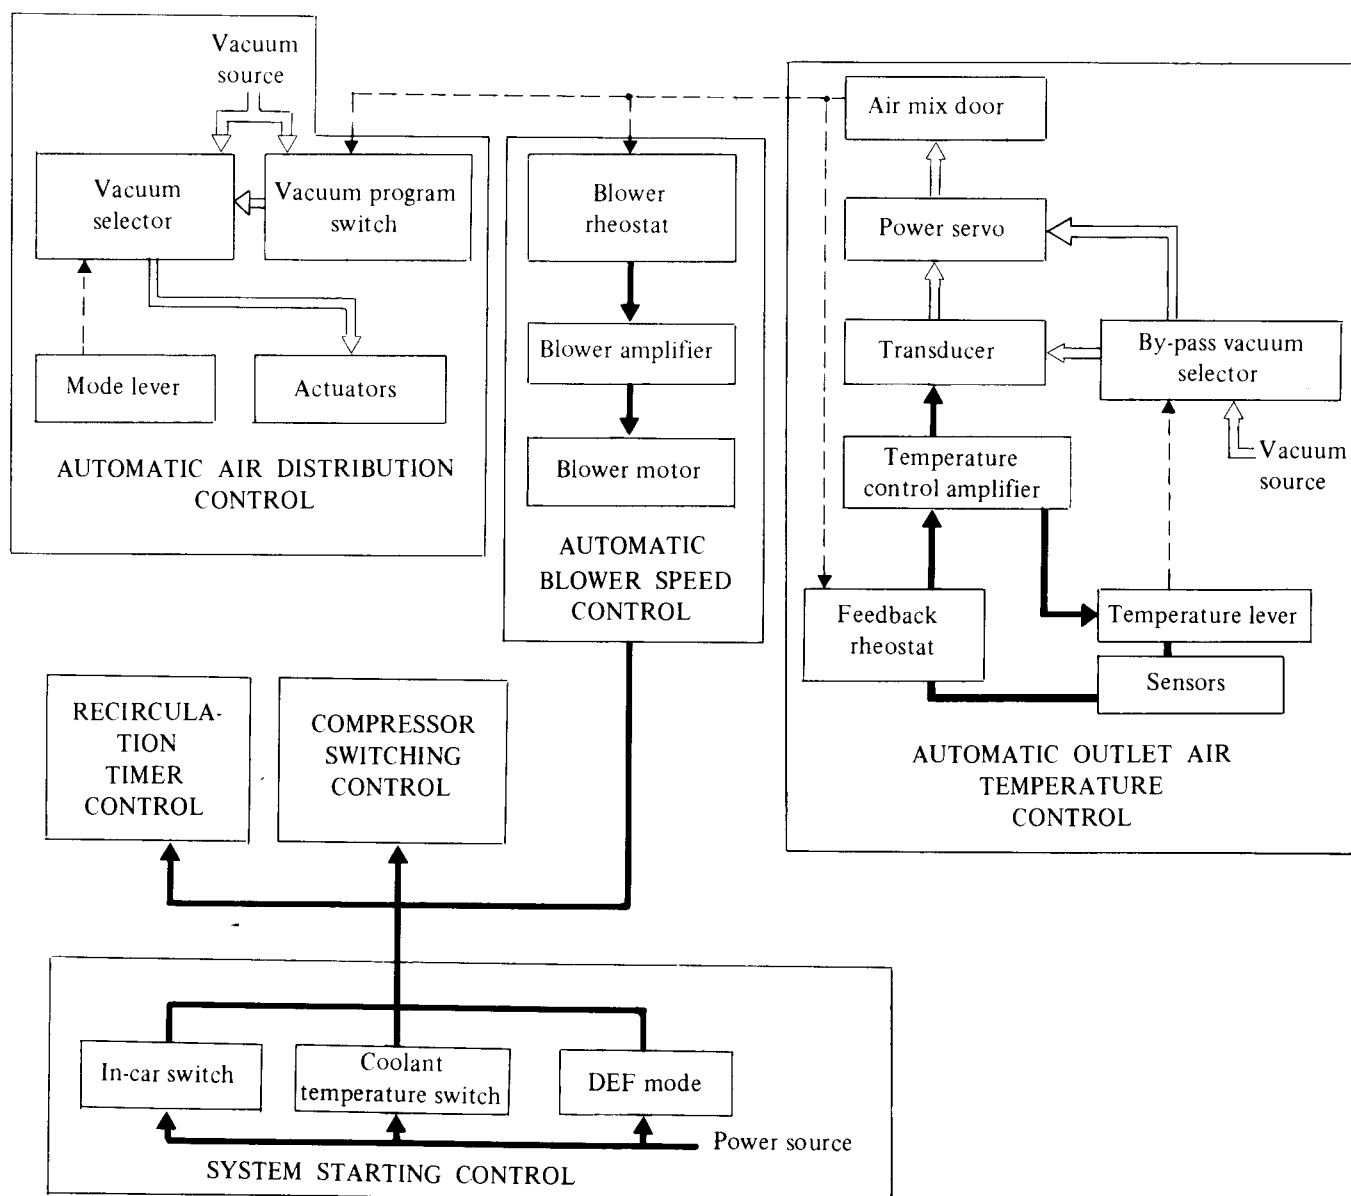 Vacuum
source
Vacuum
selector
Vacuum program
switch
Mode lever
Actuators
AUTOMATIC AIR DISTRIBUTION
CONTROL
Blower
rheostat
Blower amplifier
Blower motor
AUTOMATIC
BLOWER SPEED
CONTROL
Air mix door
Power servo
Transducer
By-pass vacuum
selector
Temperature
control amplifier
Vacuum
source
Feedback
rheostat
Temperature lever
Sensors
AUTOMATIC OUTLET AIR
TEMPERATURE
CONTROL
RECIRCULA-
TION
TIMER
CONTROL
COMPRESSOR
SWITCHING
CONTROL
In-car switch
Coolant
temperature switch
DEF mode
Power source
SYSTEM STARTING CONTROL